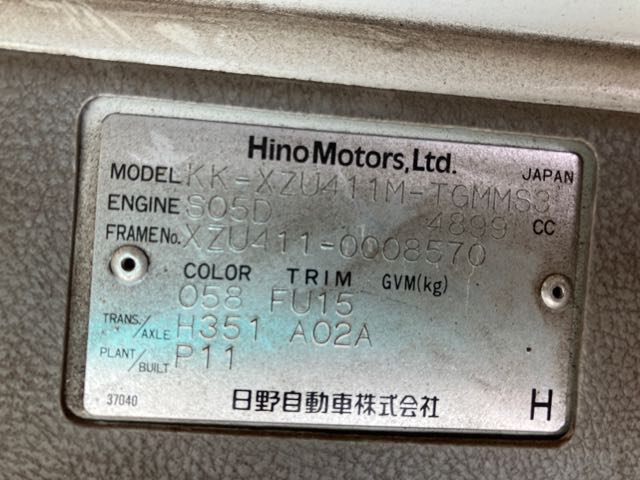 Hino Motors, Ltd.
MODEL KK-XZU411M-TGMMS3 JAPAN
ENGINE S05D 4899 CC
FRAME No. XZU411-0008570
COLOR TRIM GVM(kg)
058 FU15
TRANS./AXLE H351 A02A
PLANT/BUILT P11
37040 日野自動車株式会社 H